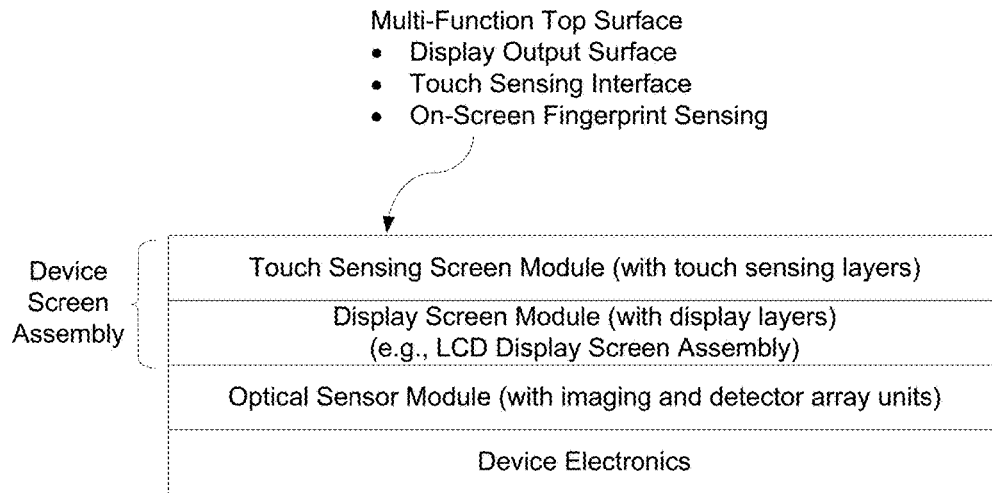 Multi-Function Top Surface
• Display Output Surface
• Touch Sensing Interface
• On-Screen Fingerprint Sensing
Device
Screen
Assembly
Touch Sensing Screen Module (with touch sensing layers)
Display Screen Module (with display layers)
(e.g., LCD Display Screen Assembly)
Optical Sensor Module (with imaging and detector array units)
Device Electronics